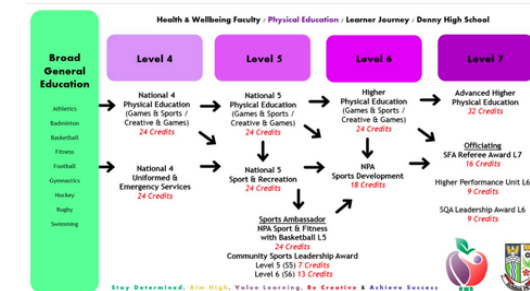 Health & Wellbeing Faculty / Physical Education / Learner Journey / Denny High School
Broad
General
Education
Athletics
Badminton
Basketball
Fitness
Football
Gymnastics
Hockey
Rugby
Swimming
Level 4
National 4
Physical Education
(Games & Sports /
Creative & Games)
24 Credits
National 4
Uniformed &
Emergency Services
24 Credits
Level 5
National 5
Physical Education
(Games & Sports /
Creative & Games)
24 Credits
National 5
Sport & Recreation
24 Credits
Sports Ambassador
NPA Sport & Fitness
with Basketball L5
24 Credits
Community Sports Leadership Award
Level 5 (S5) 7 Credits
Level 6 (S6) 13 Credits
Level 6
Higher
Physical Education
(Games & Sports /
Creative & Games)
24 Credits
NPA
Sports Development
18 Credits
Level 7
Advanced Higher
Physical Education
32 Credits
Officiating
SFA Referee Award L7
16 Credits
Higher Performance Unit L6
9 Credits
SQA Leadership Award L6
9 Credits
Stay Determined, Aim High, Value Learning, Be Creative & Achieve Success